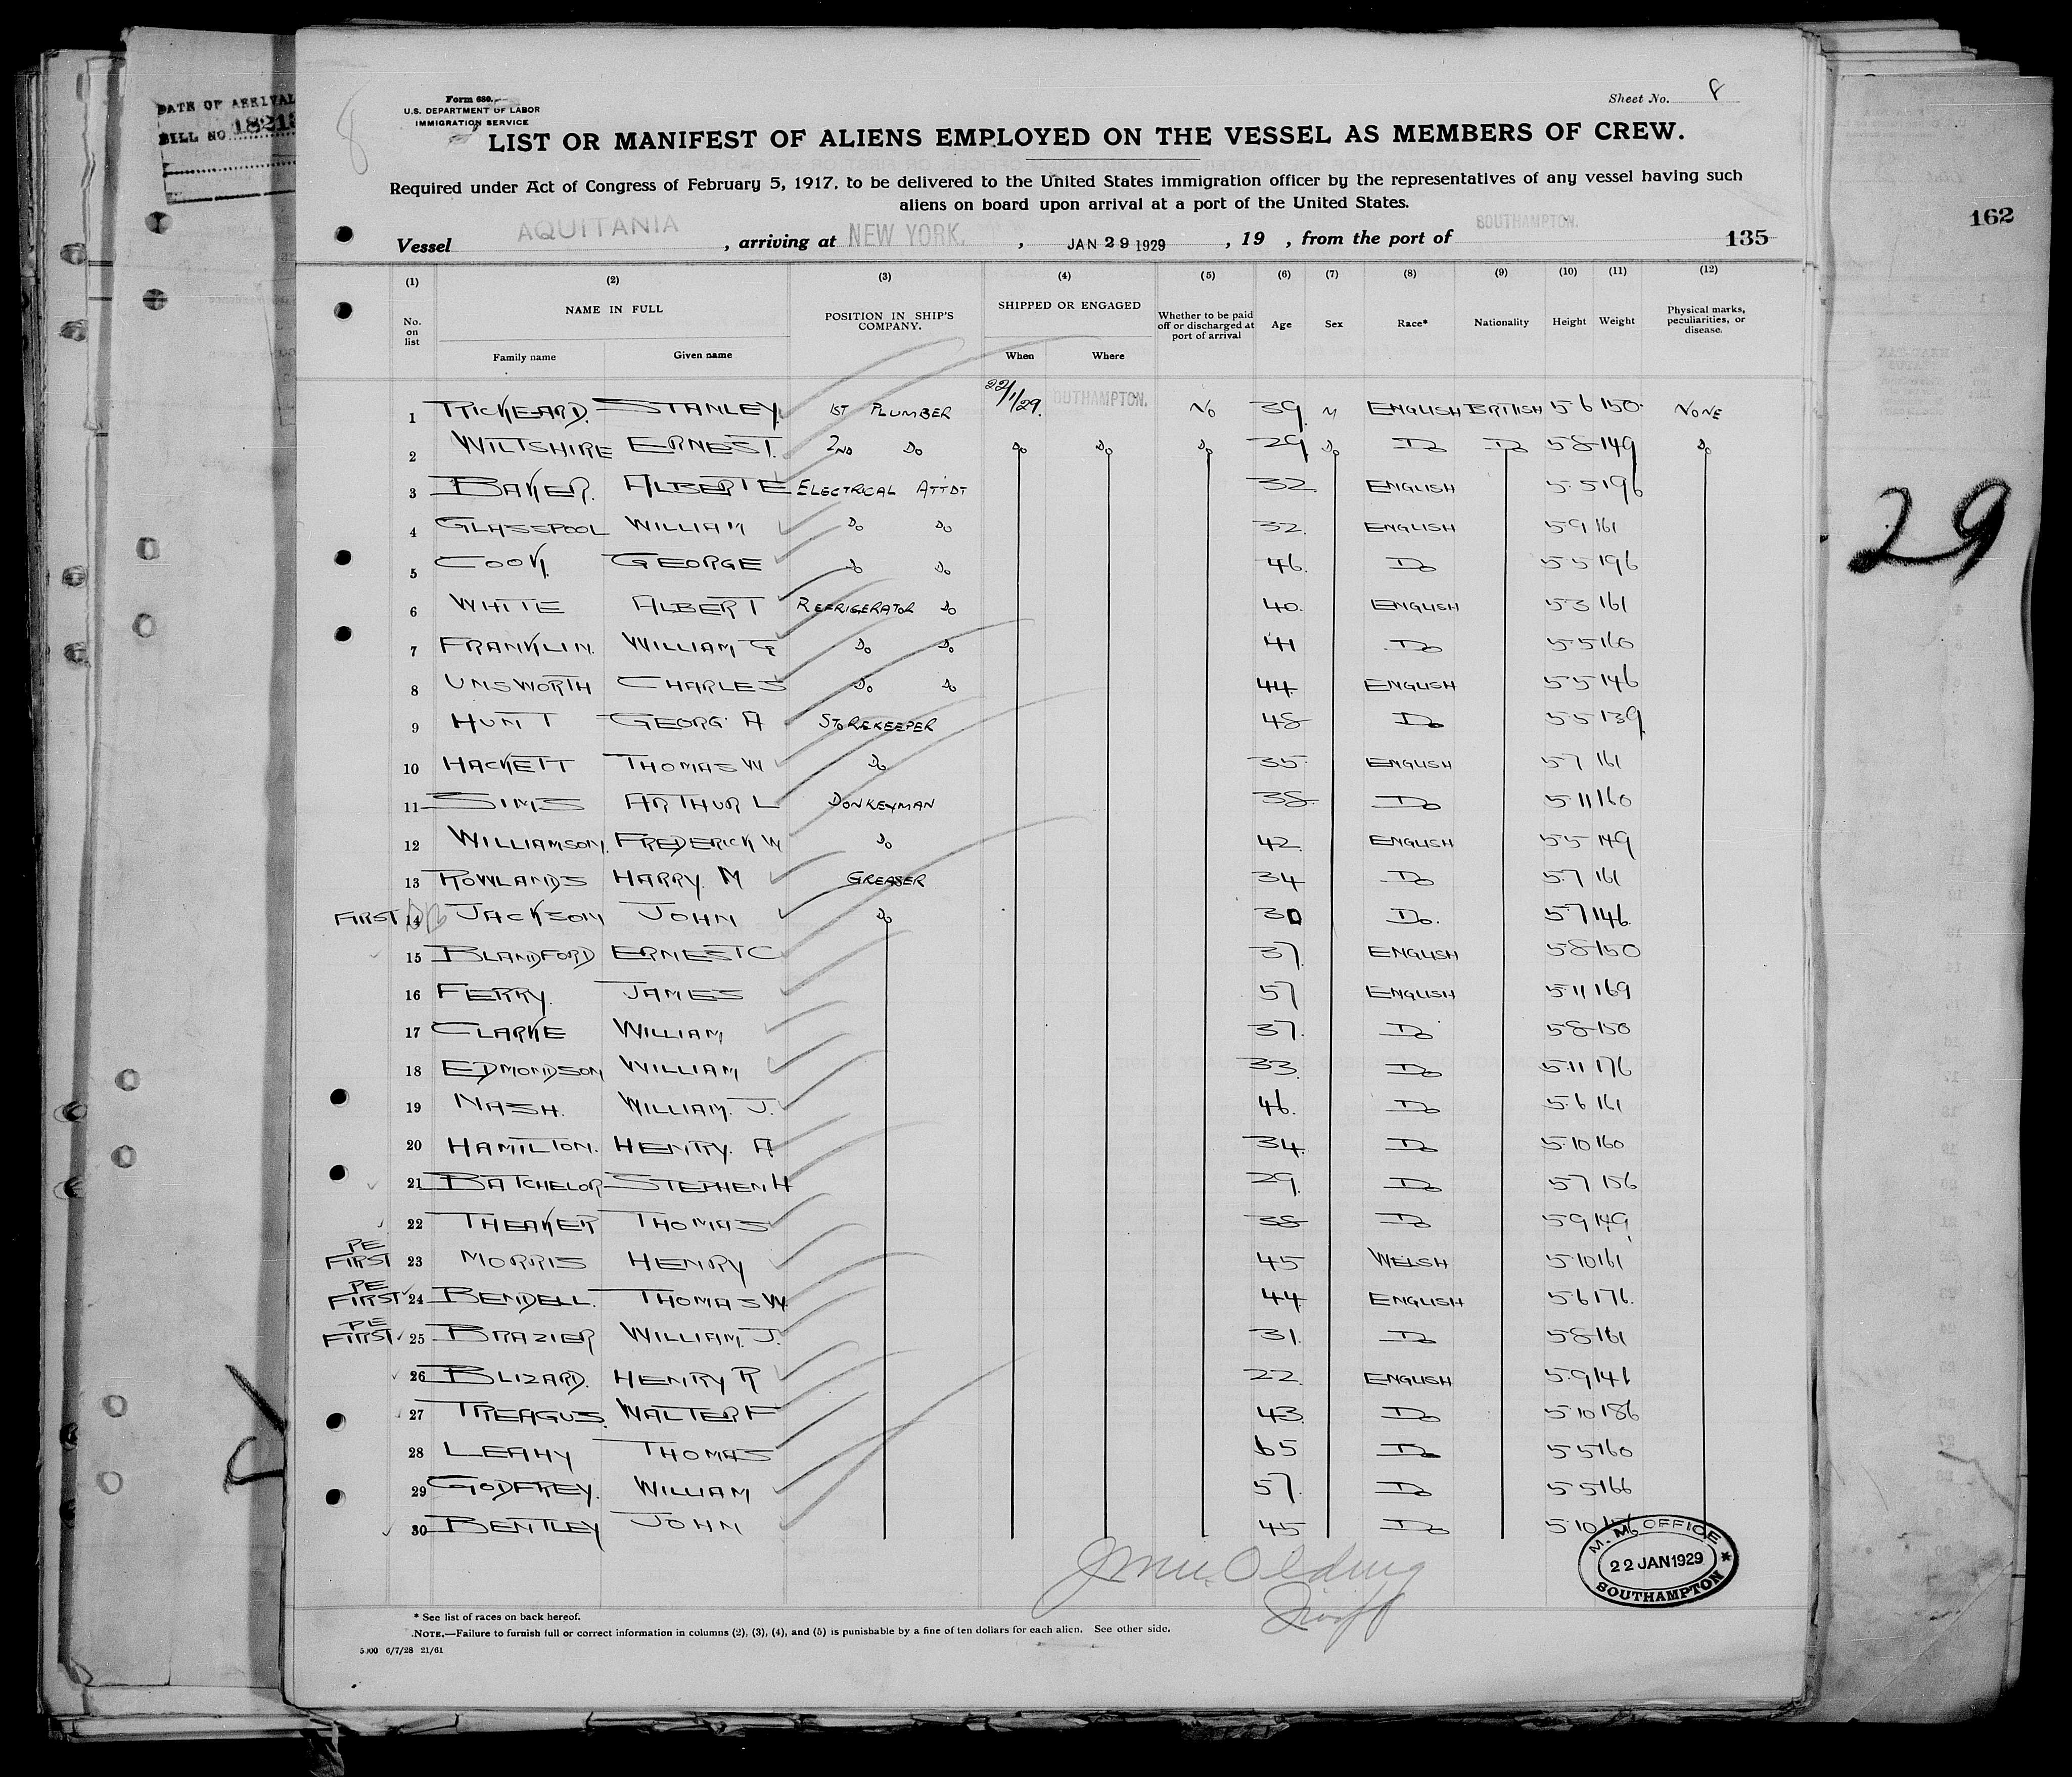 DATE OF ARRIVAL
BILL NO 18213
8
Form 680.
U.S. DEPARTMENT OF LABOR
IMMIGRATION SERVICE
Sheet No. 8
LIST OR MANIFEST OF ALIENS EMPLOYED ON THE VESSEL AS MEMBERS OF CREW.
Required under Act of Congress of February 5, 1917, to be delivered to the United States immigration officer by the representatives of any vessel having such
aliens on board upon arrival at a port of the United States.
162
Vessel AQUITANIA, arriving at NEW YORK, , JAN 29 1929, 19 , from the port of SOUTHAMPTON. 135
(1) (2) (3) (4) (5) (6) (7) (8) (9) (10) (11) (12)
No. on list NAME IN FULL Family name Given name POSITION IN SHIP'S COMPANY. SHIPPED OR ENGAGED When Where Whether to be paid off or discharged at port of arrival Age Sex Race* Nationality Height Weight Physical marks, peculiarities, or disease.
1 RICKEARD. STANLEY. 1ST PLUMBER 22/1/29. SOUTHAMPTON. NO 39. M ENGLISH BRITISH 5 6 150 NONE
2 WILTSHIRE ERNEST. 2ND DO DO DO DO 29 DO DO DO 5 8 149 DO
3 BAKER. ALBERT E ELECTRICAL ATTDT 32 ENGLISH 5 5 196
4 GLASSPOOL WILLIAM DO DO 32. ENGLISH 5 9 161
5 COOK. GEORGE DO DO 46. DO 5 5 196
6 WHITE ALBERT REFRIGERATOR DO 40. ENGLISH 5 3 161
7 FRANKLIN. WILLIAM G DO DO 41 DO 5 5 160
8 UNSWORTH CHARLES DO DO 44 ENGLISH 5 5 146
9 HUNT GEORG. A STOREKEEPER 48 DO 5 5 139
10 HACKETT THOMAS W DO 35 ENGLISH 5 7 161
11 SIMS ARTHUR L DONKEYMAN 38. DO 5 11 160
12 WILLIAMSON. FREDERICK W DO 42. ENGLISH 5 5 149
13 ROWLANDS HARRY. M GREASER 34 DO 5 7 161
FIRST 14 JACKSON JOHN DO 30 DO. 5 7 146
15 BLANDFORD ERNEST C 37 ENGLISH 5 8 150
16 FERRY. JAMES 57 ENGLISH 5 11 169
17 CLARKE WILLIAM 37. DO 5 8 150
18 EDMONDSON WILLIAM 33. DO 5 11 176
19 NASH. WILLIAM. J. 46. DO 5 6 161
20 HAMILTON. HENRY. A 34 DO 5 10 160
21 BATCHELOR STEPHEN H 29. DO 5 7 156
22 THEAKER THOMAS 38 DO 5 9 149
PE FIRST 23 MORRIS HENRY 45 WELSH 5 10 161
PE FIRST 24 BENDELL. THOMAS W. 44 ENGLISH 5 6 176.
PE FIRST 25 BRAZIER WILLIAM. J. 31. DO 5 8 161
26 BLIZARD. HENRY R 22. ENGLISH 5 9 141
27 TREAGUS. WALTER F 43. DO 5 10 186
28 LEAHY THOMAS 65 DO 5 5 160
29 GODFREY. WILLIAM 57. DO 5 5 166
30 BENTLEY JOHN 45 DO 5 10
29
M. M. OFFICE
22 JAN 1929
SOUTHAMPTON
* See list of races on back hereof.
NOTE.—Failure to furnish full or correct information in columns (2), (3), (4), and (5) is punishable by a fine of ten dollars for each alien. See other side.
5000 6/7/28 21/61